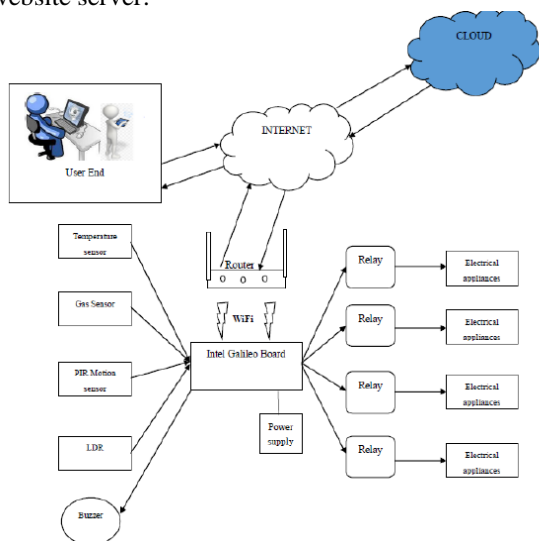 website server.
CLOUD
INTERNET
User End
Temperature
sensor
Router
Relay
Electrical
appliances
Gas Sensor
WiFi
Relay
Electrical
appliances
Intel Galileo Board
PIR Motion
sensor
Relay
Electrical
appliances
Power
supply
LDR
Relay
Electrical
appliances
Buzzer